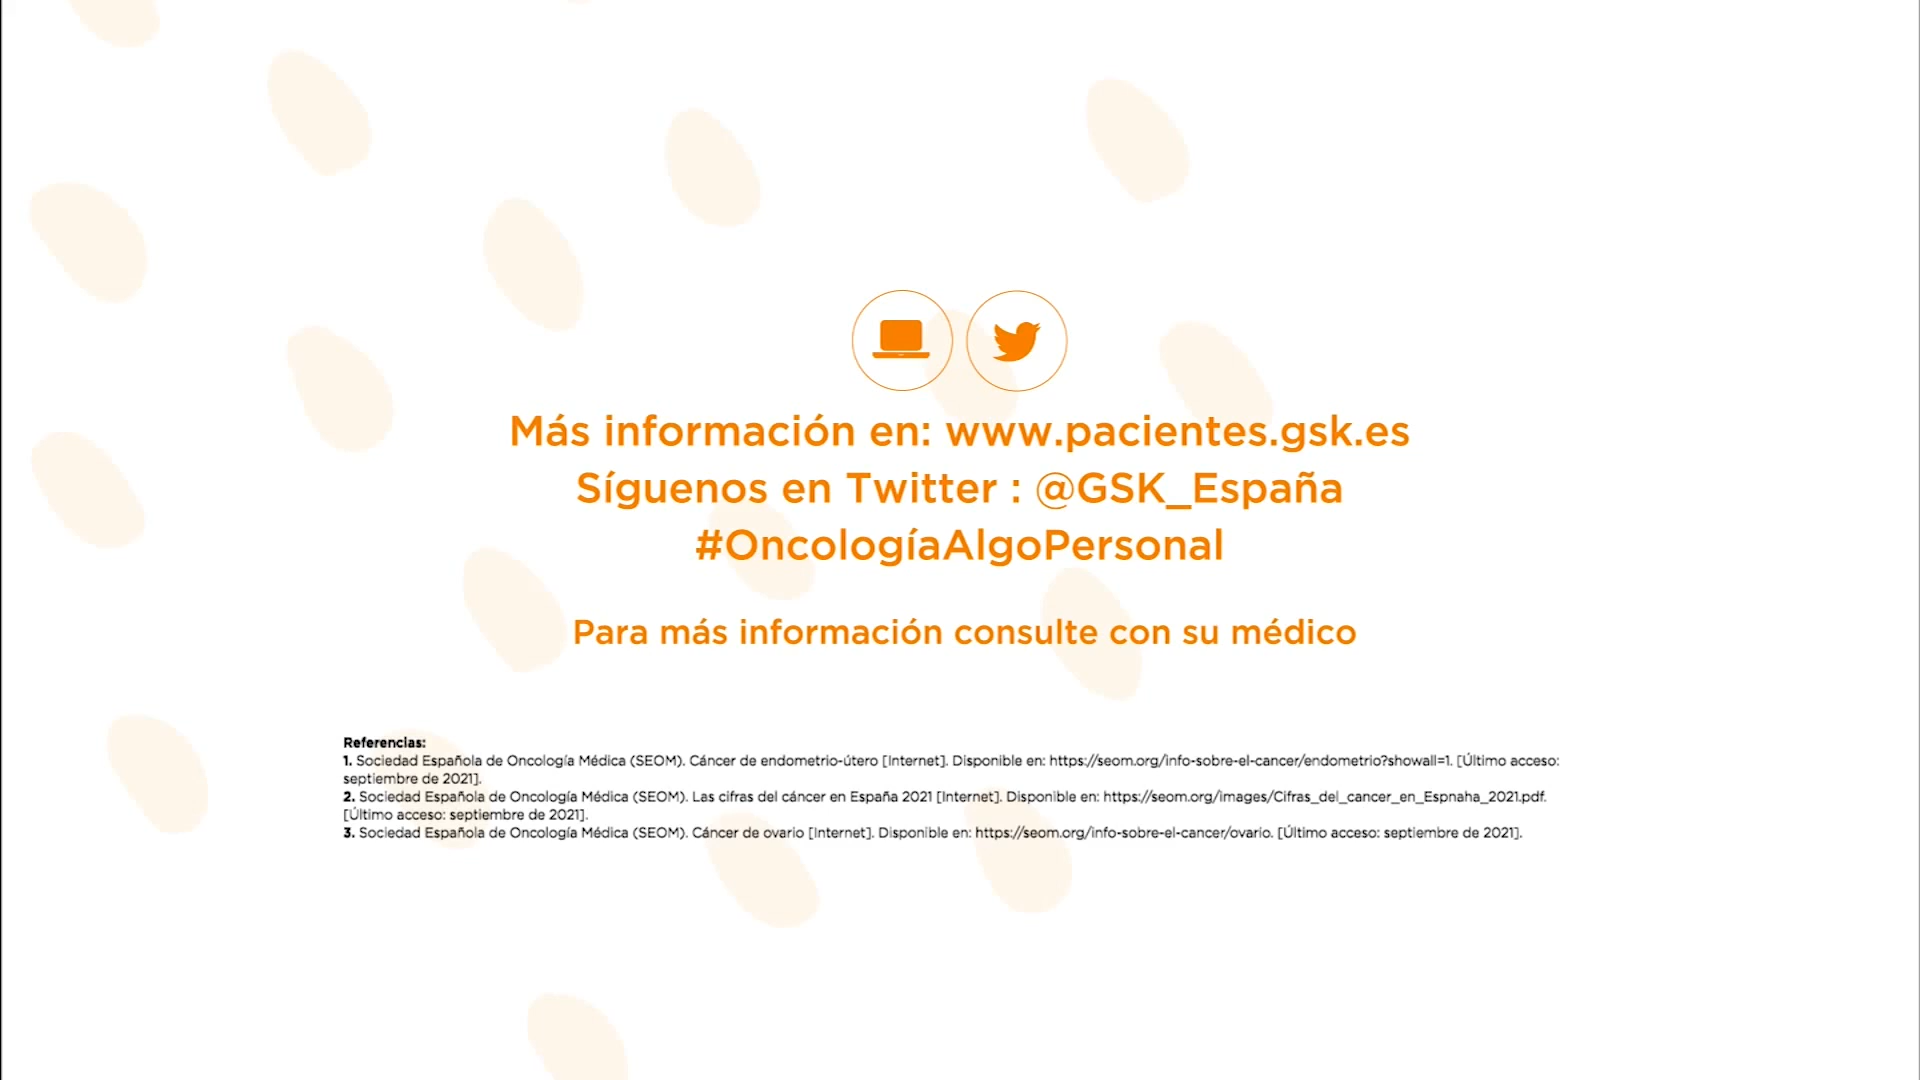 Más información en: www.pacientes.gsk.es
Síguenos en Twitter : @GSK_España
#OncologíaAlgoPersonal
Para más información consulte con su médico
Referencias:
1. Sociedad Española de Oncología Médica (SEOM). Cáncer de endometrio-útero [Internet]. Disponible en: https://seom.org/info-sobre-el-cancer/endometrio?showall=1. [Último acceso:
septiembre de 2021].
2. Sociedad Española de Oncología Médica (SEOM). Las cifras del cáncer en España 2021 [Internet]. Disponible en: https://seom.org/images/Cifras_del_cancer_en_Espnaha_2021.pdf.
[Último acceso: septiembre de 2021].
3. Sociedad Española de Oncología Médica (SEOM). Cáncer de ovario [Internet]. Disponible en: https://seom.org/info-sobre-el-cancer/ovario. [Último acceso: septiembre de 2021].